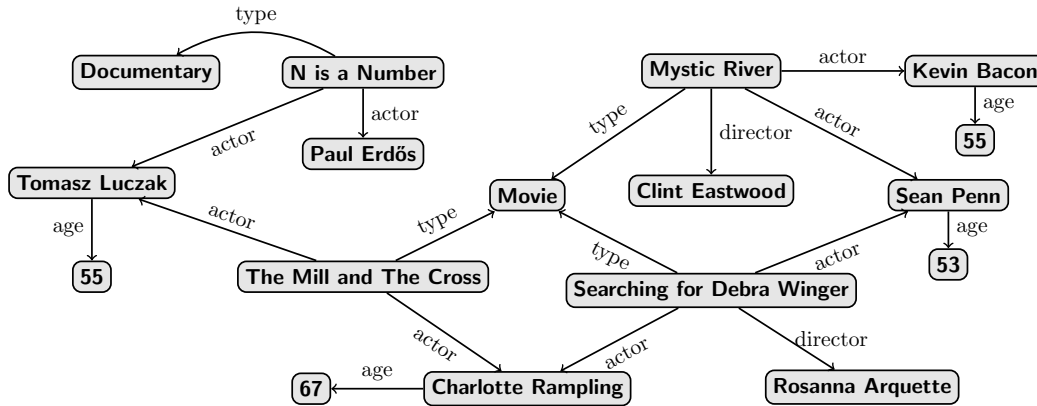 type
Documentary
N is a Number
Mystic River
actor
Kevin Bacon
actor
actor
Paul Erdős
type
director
actor
age
55
Tomasz Luczak
Movie
Clint Eastwood
Sean Penn
age
actor
type
type
actor
age
55
The Mill and The Cross
Searching for Debra Winger
53
actor
actor
director
67
age
Charlotte Rampling
Rosanna Arquette